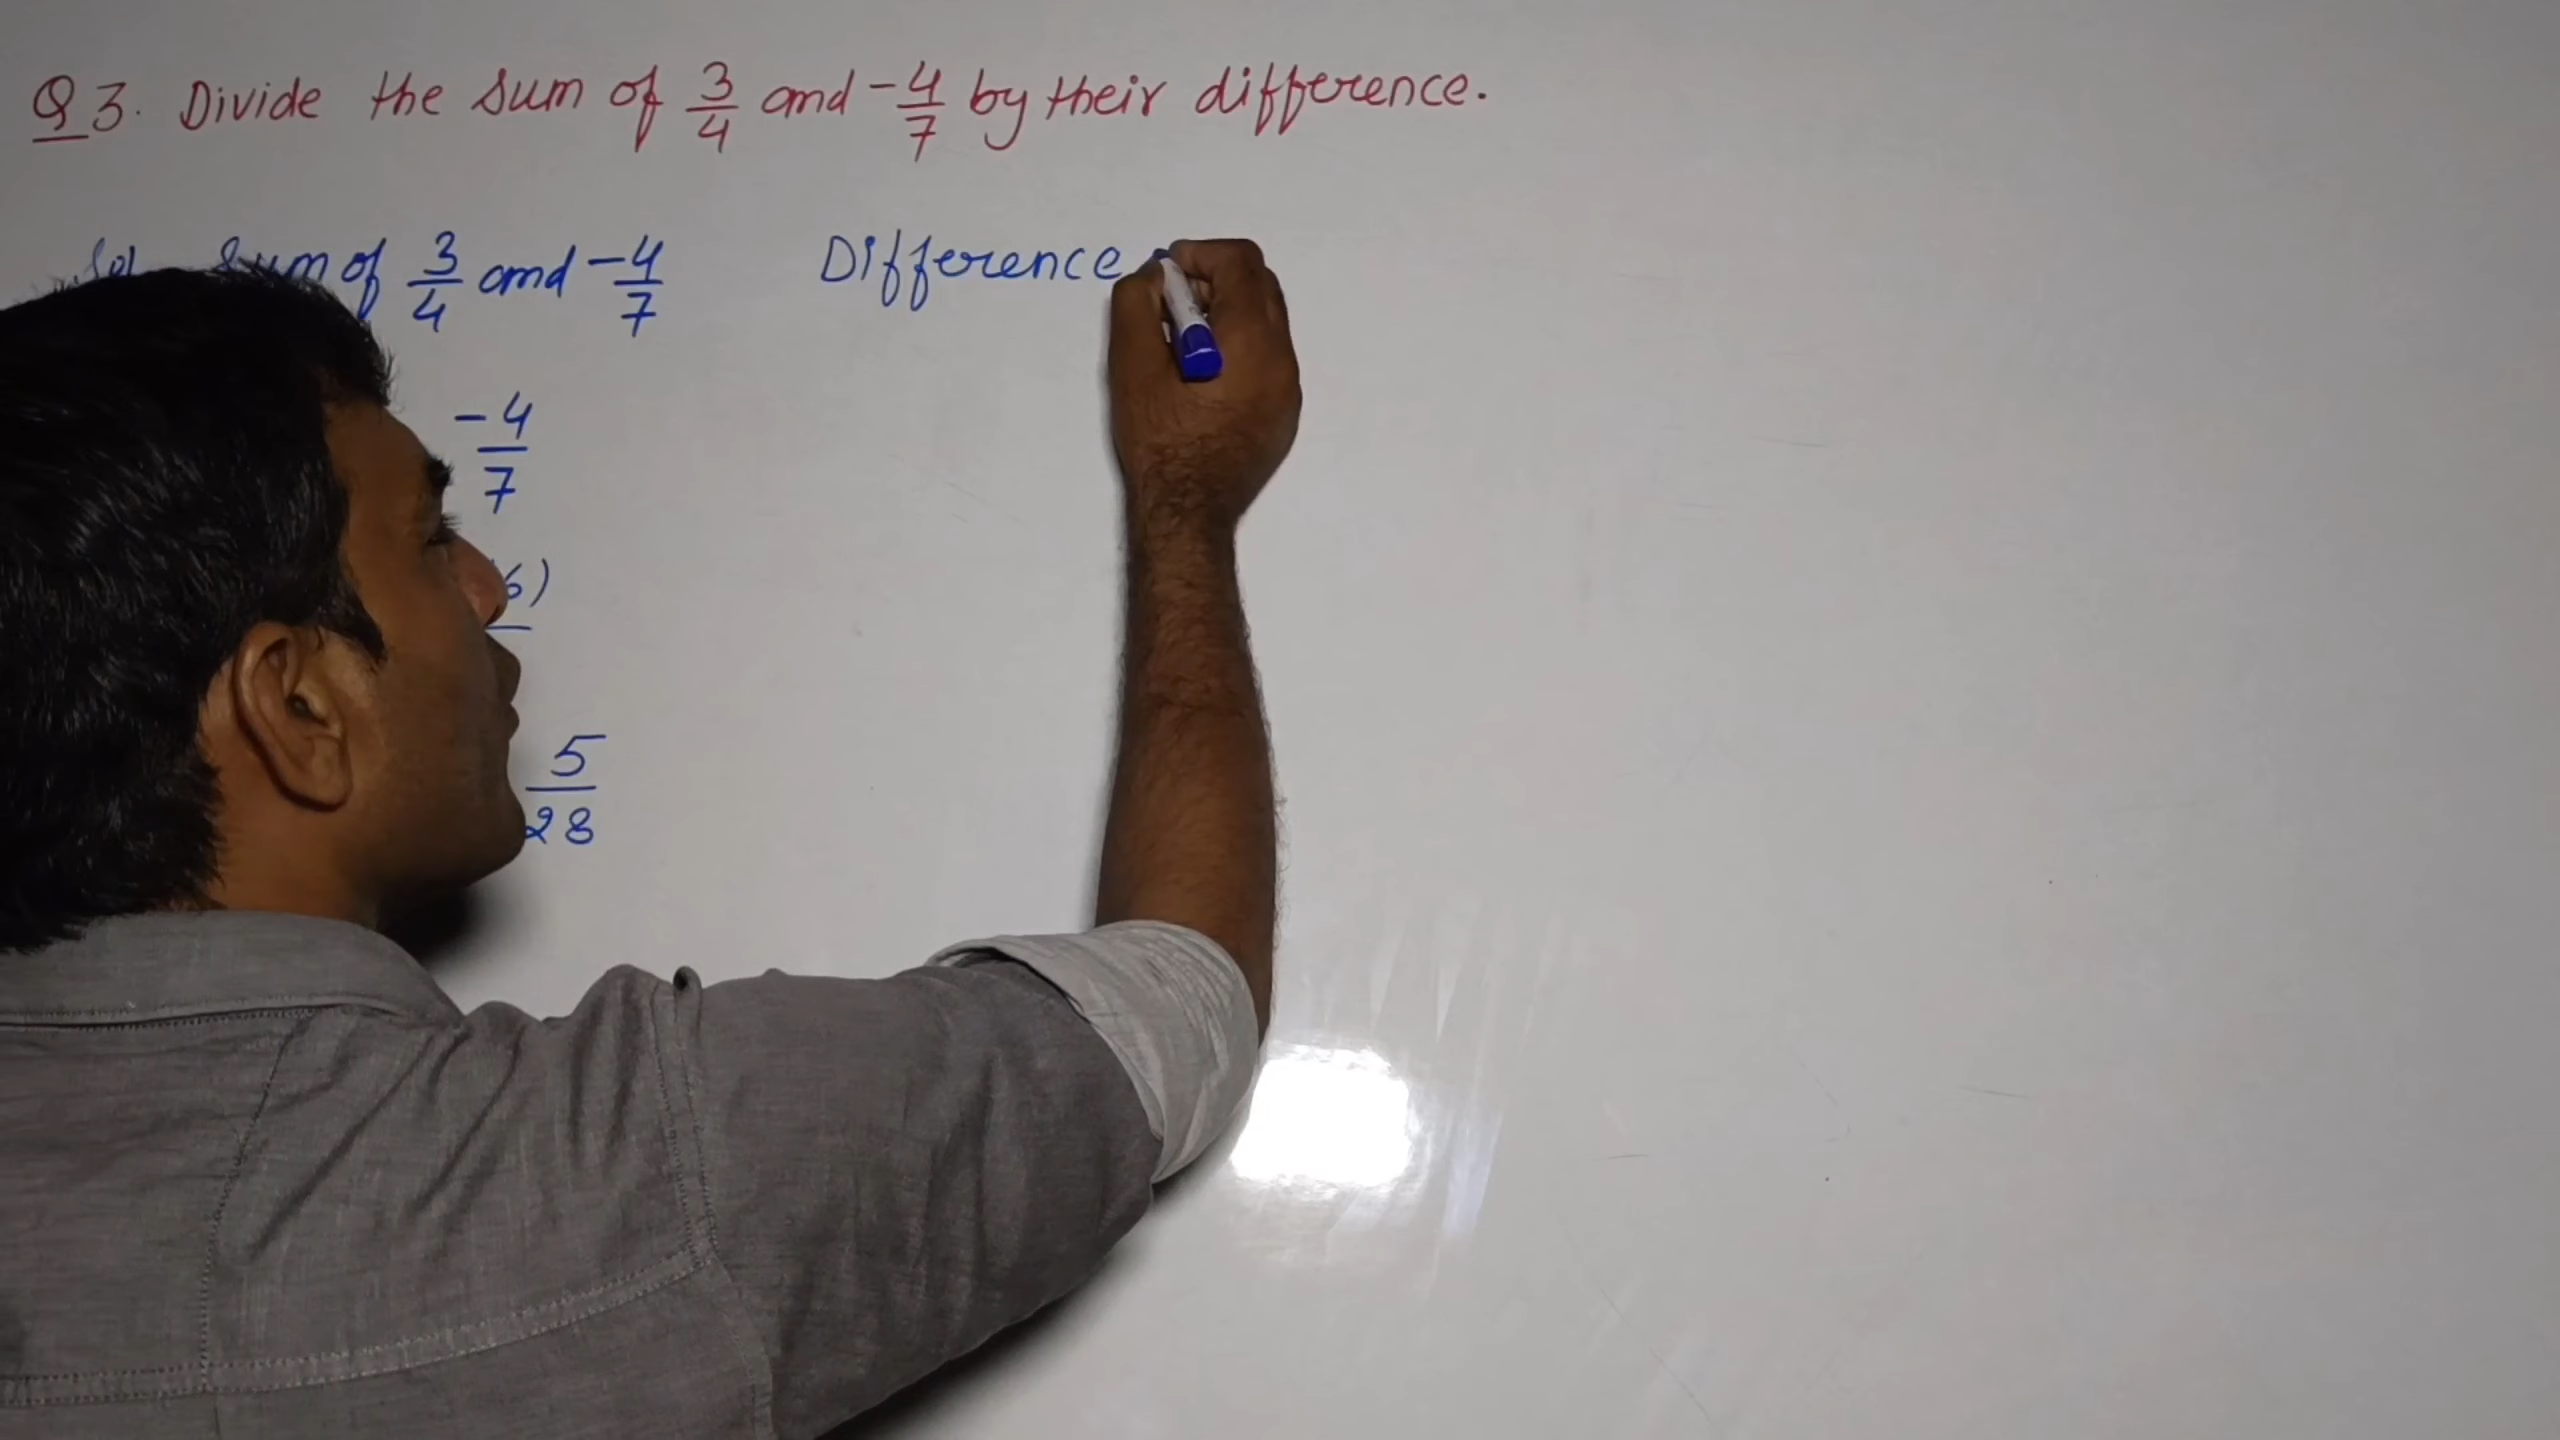 Q3. Divide the sum of 3/4 and -4/7 by their difference.
Sol Sum of 3/4 and -4/7
-4/7
6)
5/28
Difference